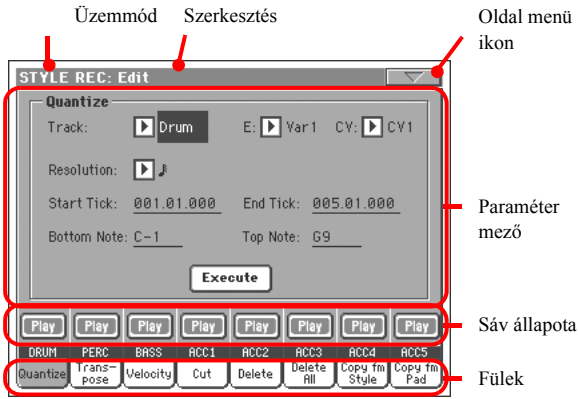 Üzemmód Szerkesztés Oldal menü
ikon
STYLE REC: Edit
Quantize
Track: Drum E: Var1 CV: CV1
Resolution:
Start Tick: 001.01.000 End Tick: 005.01.000
Bottom Note: C-1 Top Note: G9
Paraméter
mező
Execute
Play Play Play Play Play Play Play Play
Sáv állapota
DRUM PERC BASS ACC1 ACC2 ACC3 ACC4 ACC5
Quantize Trans-
pose Velocity Cut Delete Delete
All Copy fm
Style Copy fm
Pad
Fülek